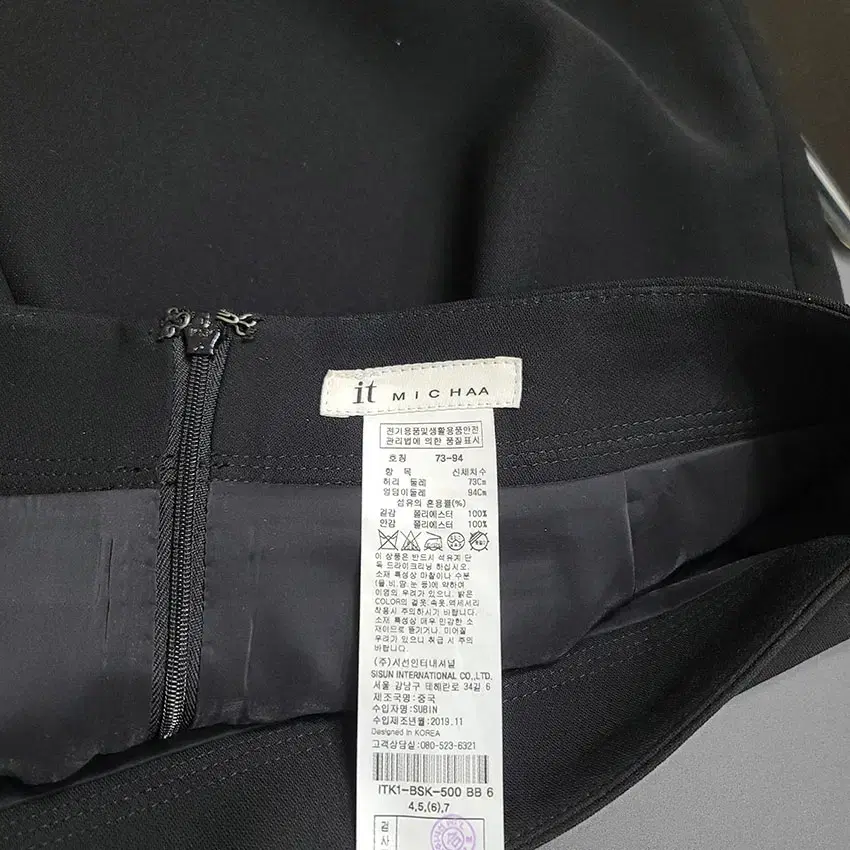 it MICHAA
전기용품및생활용품안전
관리법에 의한 품질표시
호칭 73-94
항 목 신체치수
허리 둘레 73Cm
엉덩이둘레 94Cm
섬유의 혼용률(%)
겉감 폴리에스터 100%
안감 폴리에스터 100%
이 상품은 반드시 석유계 단
독 드라이크리닝 하십시오.
소재 특성상 마찰이나 수분
(물,비,땀,눈 등)에 약하며
이염의 우려가 있으니, 밝은
COLOR의 겉옷,속옷,액세서리
착용시 주의하시기 바랍니다.
소재 특성상 매우 민감한 소
재이므로 뜯기거나, 미어질
우려가 있으니 취급 시 주의
바랍니다.
(주)시선인터내셔널
SISUN INTERNATIONAL CO.,LTD.
서울 강남구 테헤란로 34길 6
제조국명:중국
수입자명:SUBIN
수입제조년월:2019.11
Designed In KOREA
고객상담실:080-523-6321
ITK1-BSK-500 BB 6
4,5,(6),7
검
사